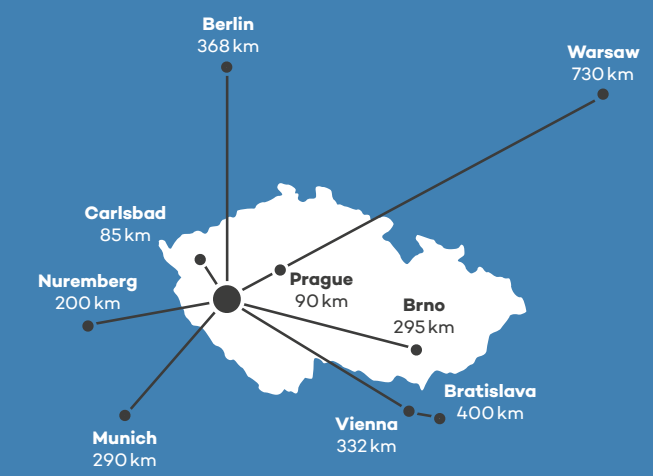 Berlin
368 km
Warsaw
730 km
Carlsbad
85 km
Nuremberg
200 km
Prague
90 km
Brno
295 km
Bratislava
400 km
Vienna
332 km
Munich
290 km